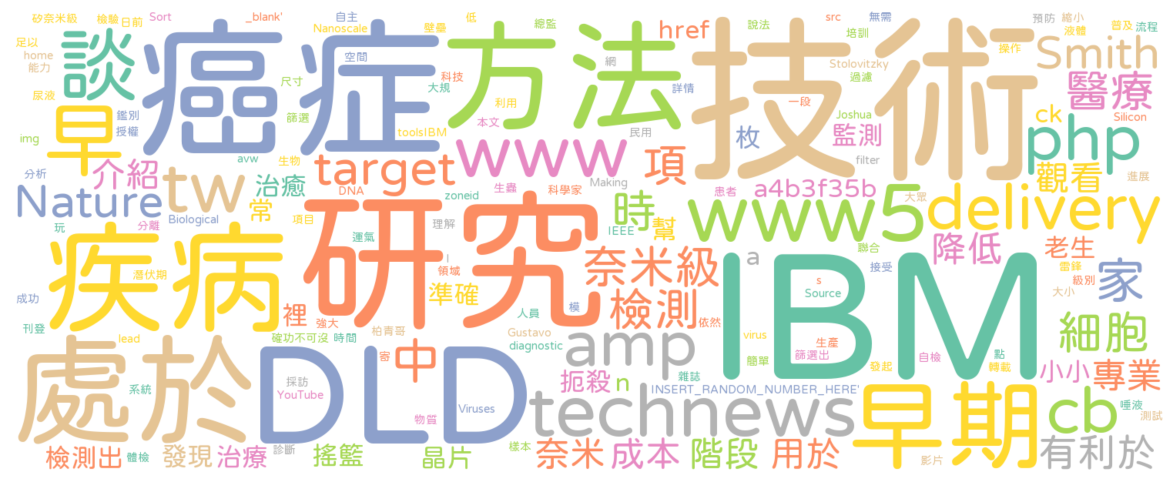 矽奈米級 檢驗 日前 Sort 自主 _blank' 總監 低 說法 src 無需 預防 縮小 普及 流程
足以 談 癌症 Nanoscale 壁壘 方法 href 培訓 技術 操作 液體 Smith
home 能力 空間 科技 網 詳情 Stolovitzky 過濾 醫療
尿液 早 鑑別 授權 篩選 尺寸 大規 利用 一段 Joshua ck Silicon
img toolsIBM 本文 民用 枚 監測 php
分析 介紹 avw 生物 www 項 filter 觀看 進展
Nature tw 治癒 target DNA 生蟲 科學家 Making 患者 a4b3f35b 大眾
玩 分離 Biological 常 項目 zoneid 理解 研究 IEEE 時 幫 www5 delivery
疾病 運氣 I 奈米級 a 聯合 降低 老生
潛伏期 領域 IBM 接受 雷鋒 級別 家
成功 裡 準確 人員 模 檢測 s Source 大小
刊登 lead 強大 Gustavo 依然 virus 生產 點 細胞
確功不可沒 時間 柏青哥 diagnostic amp 簡單 篩選出 自檢 轉載
處於 系統 DLD 密 中 扼殺 n 雜誌 發起 小小 專業
採訪 YouTube Viruses INSERT_RANDOM_NUMBER_HERE' 早期 cb 唾液
物質 technews 測試
檢測出 體檢 發現 治療 診斷 搖籃 晶片 樣本 奈米 成本 階段 用於 影片 有利於